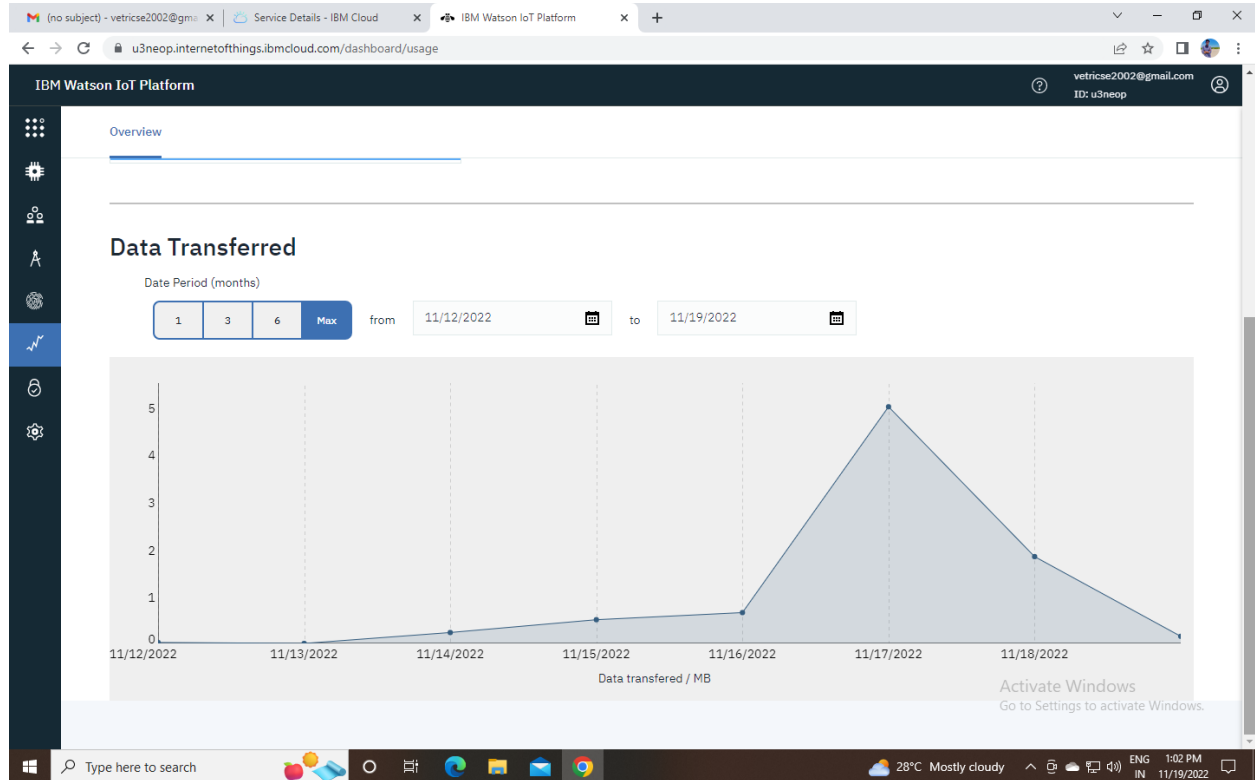 (no subject) - vetricse2002@gma
Service Details - IBM Cloud
IBM Watson IoT Platform
u3neop.internetofthings.ibmcloud.com/dashboard/usage
IBM Watson IoT Platform
vetricse2002@gmail.com
ID: u3neop
Overview
Data Transferred
Date Period (months)
1 3 6 Max from 11/12/2022 to 11/19/2022
5
4
3
2
1
0
11/12/2022 11/13/2022 11/14/2022 11/15/2022 11/16/2022 11/17/2022 11/18/2022
Data transfered / MB
Activate Windows
Go to Settings to activate Windows.
Type here to search
28°C Mostly cloudy
ENG
IN
1:02 PM
11/19/2022